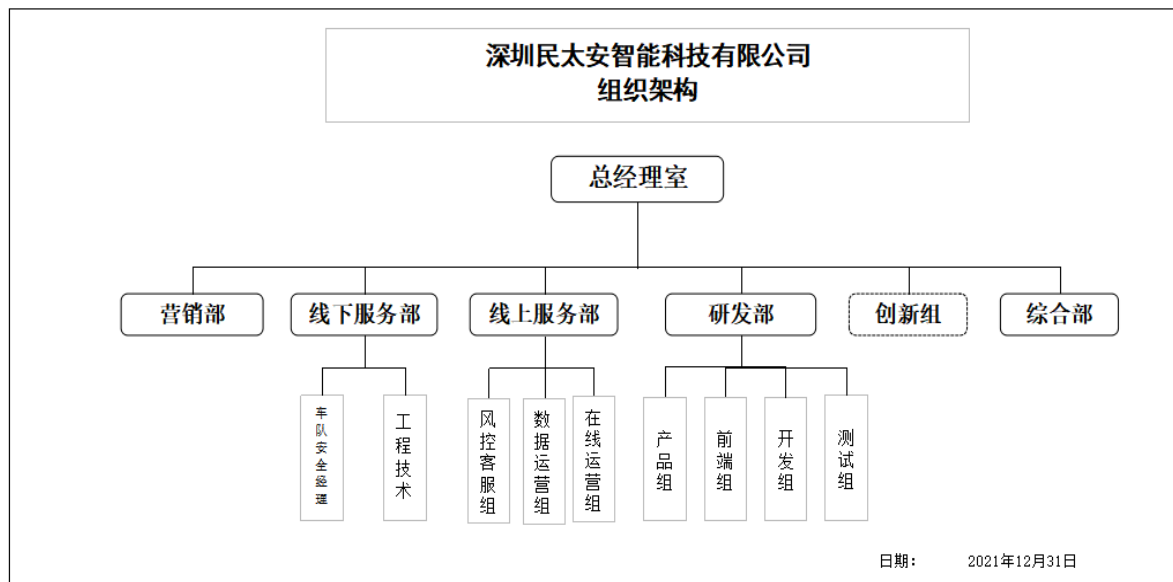 深圳民太安智能科技有限公司
组织架构
总经理室
营销部
线下服务部
线上服务部
研发部
创新组
综合部
车队安全经理
工程技术
风控客服组
数据运营组
在线运营组
产品组
前端组
开发组
测试组
日期： 2021年12月31日